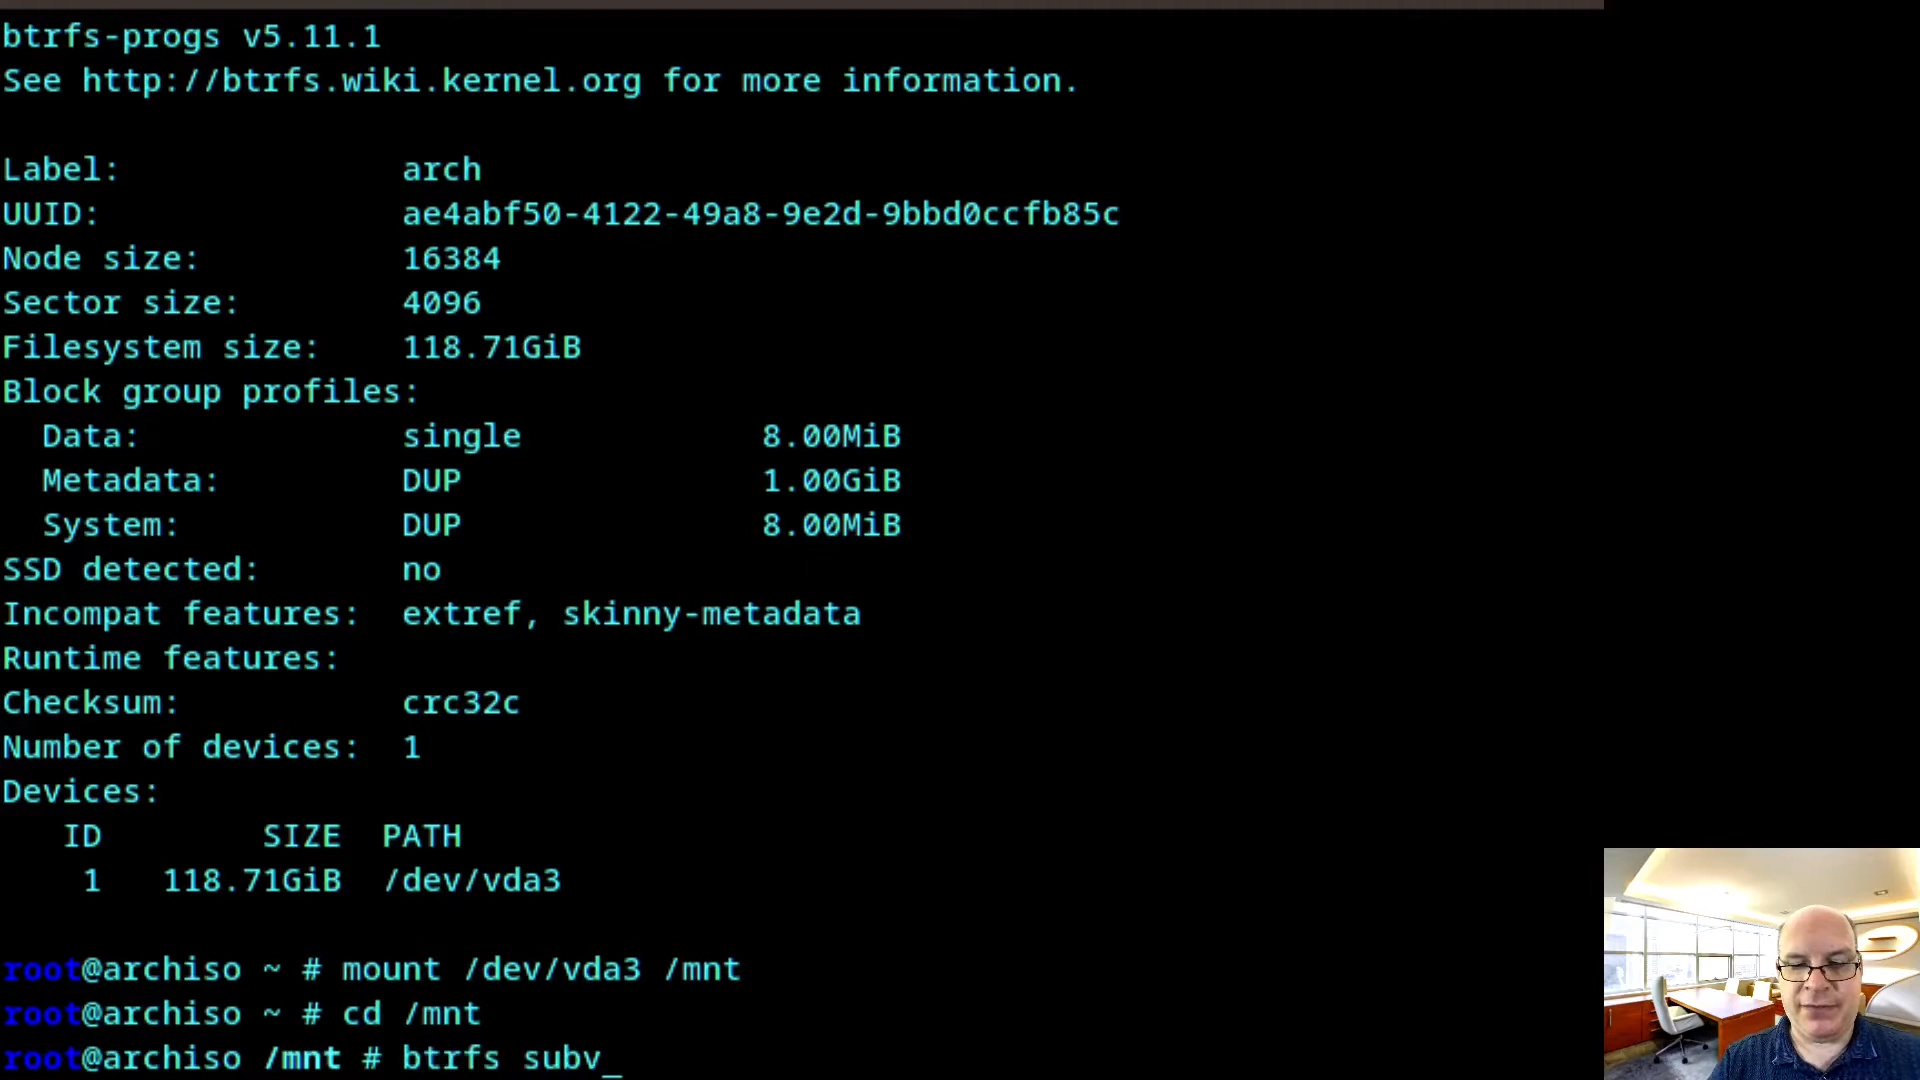 btrfs-progs v5.11.1
See http://btrfs.wiki.kernel.org for more information.
Label:              arch
UUID:               ae4abf50-4122-49a8-9e2d-9bbd0ccfb85c
Node size:          16384
Sector size:        4096
Filesystem size:    118.71GiB
Block group profiles:
  Data:             single            8.00MiB
  Metadata:         DUP               1.00GiB
  System:           DUP               8.00MiB
SSD detected:       no
Incompat features:  extref, skinny-metadata
Runtime features:
Checksum:           crc32c
Number of devices:  1
Devices:
   ID        SIZE  PATH
    1   118.71GiB  /dev/vda3
root@archiso ~ # mount /dev/vda3 /mnt
root@archiso ~ # cd /mnt
root@archiso /mnt # btrfs subv_